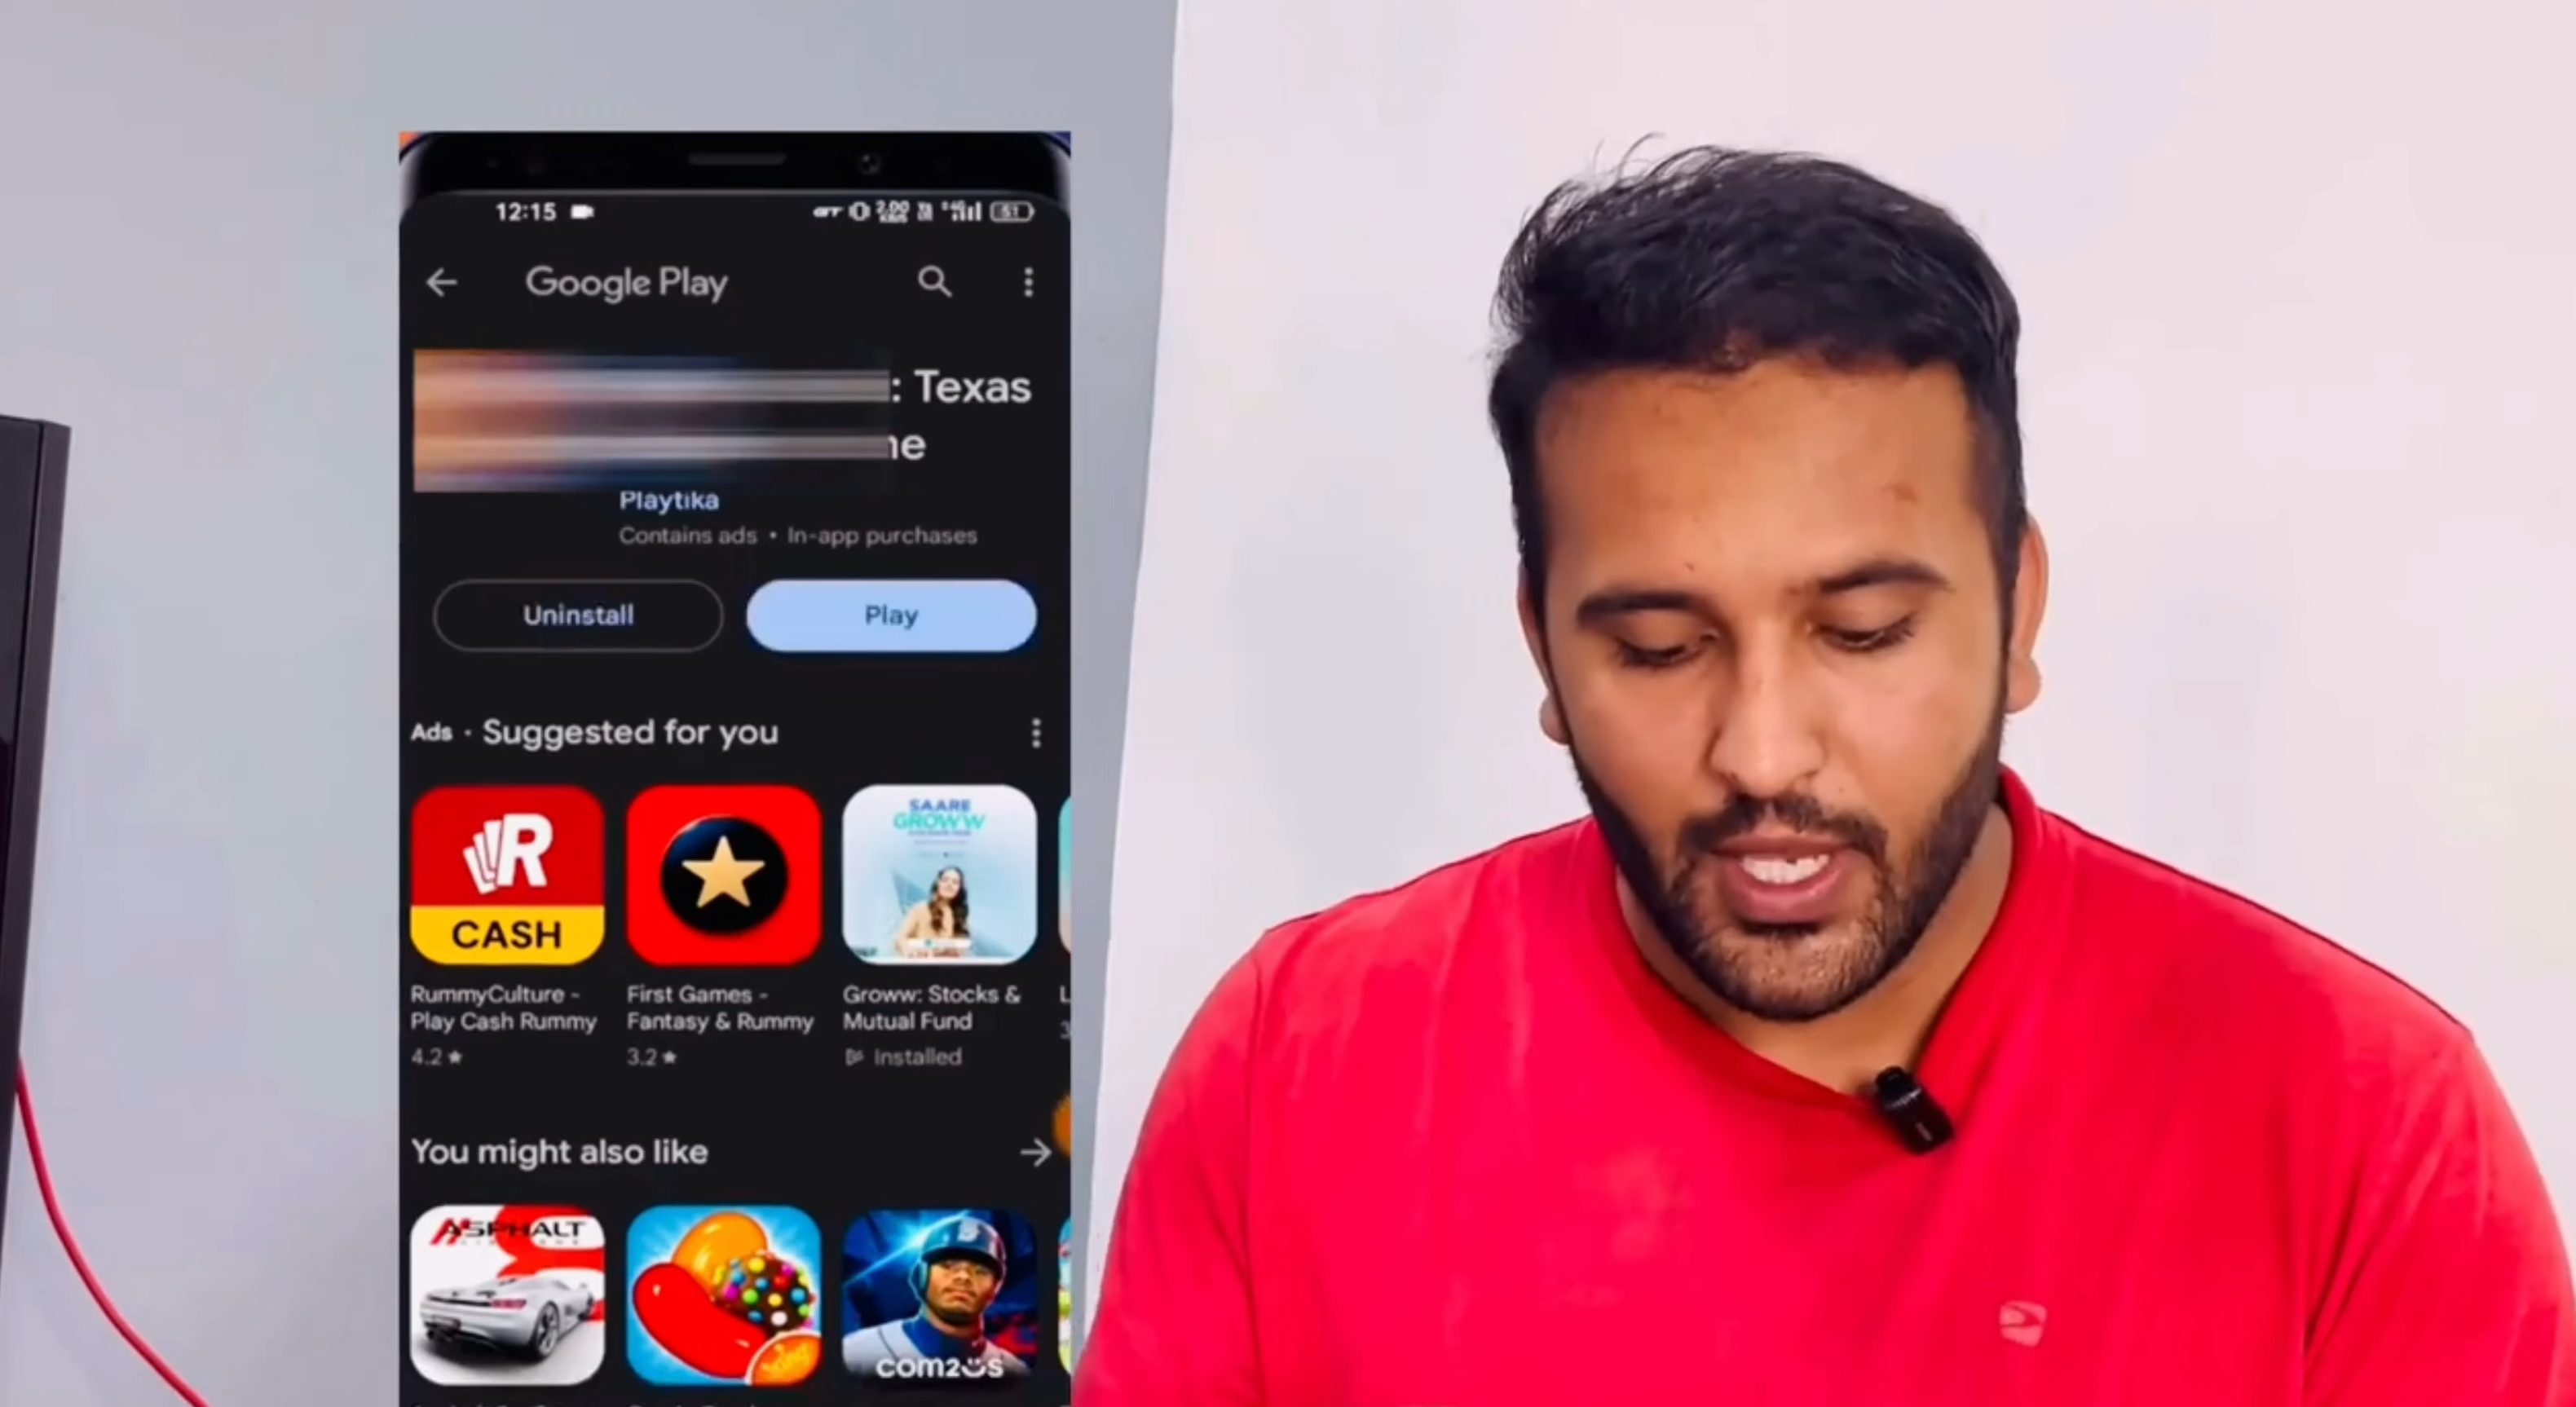 12:15
Google Play
: Texas
Playtika
Contains ads • In-app purchases
Uninstall
Play
Ads · Suggested for you
R
CASH
SAARE
GROWW
RummyCulture -
Play Cash Rummy
4.2★
First Games -
Fantasy & Rummy
3.2★
Groww: Stocks &
Mutual Fund
Installed
You might also like
ASPHALT
King
com2us